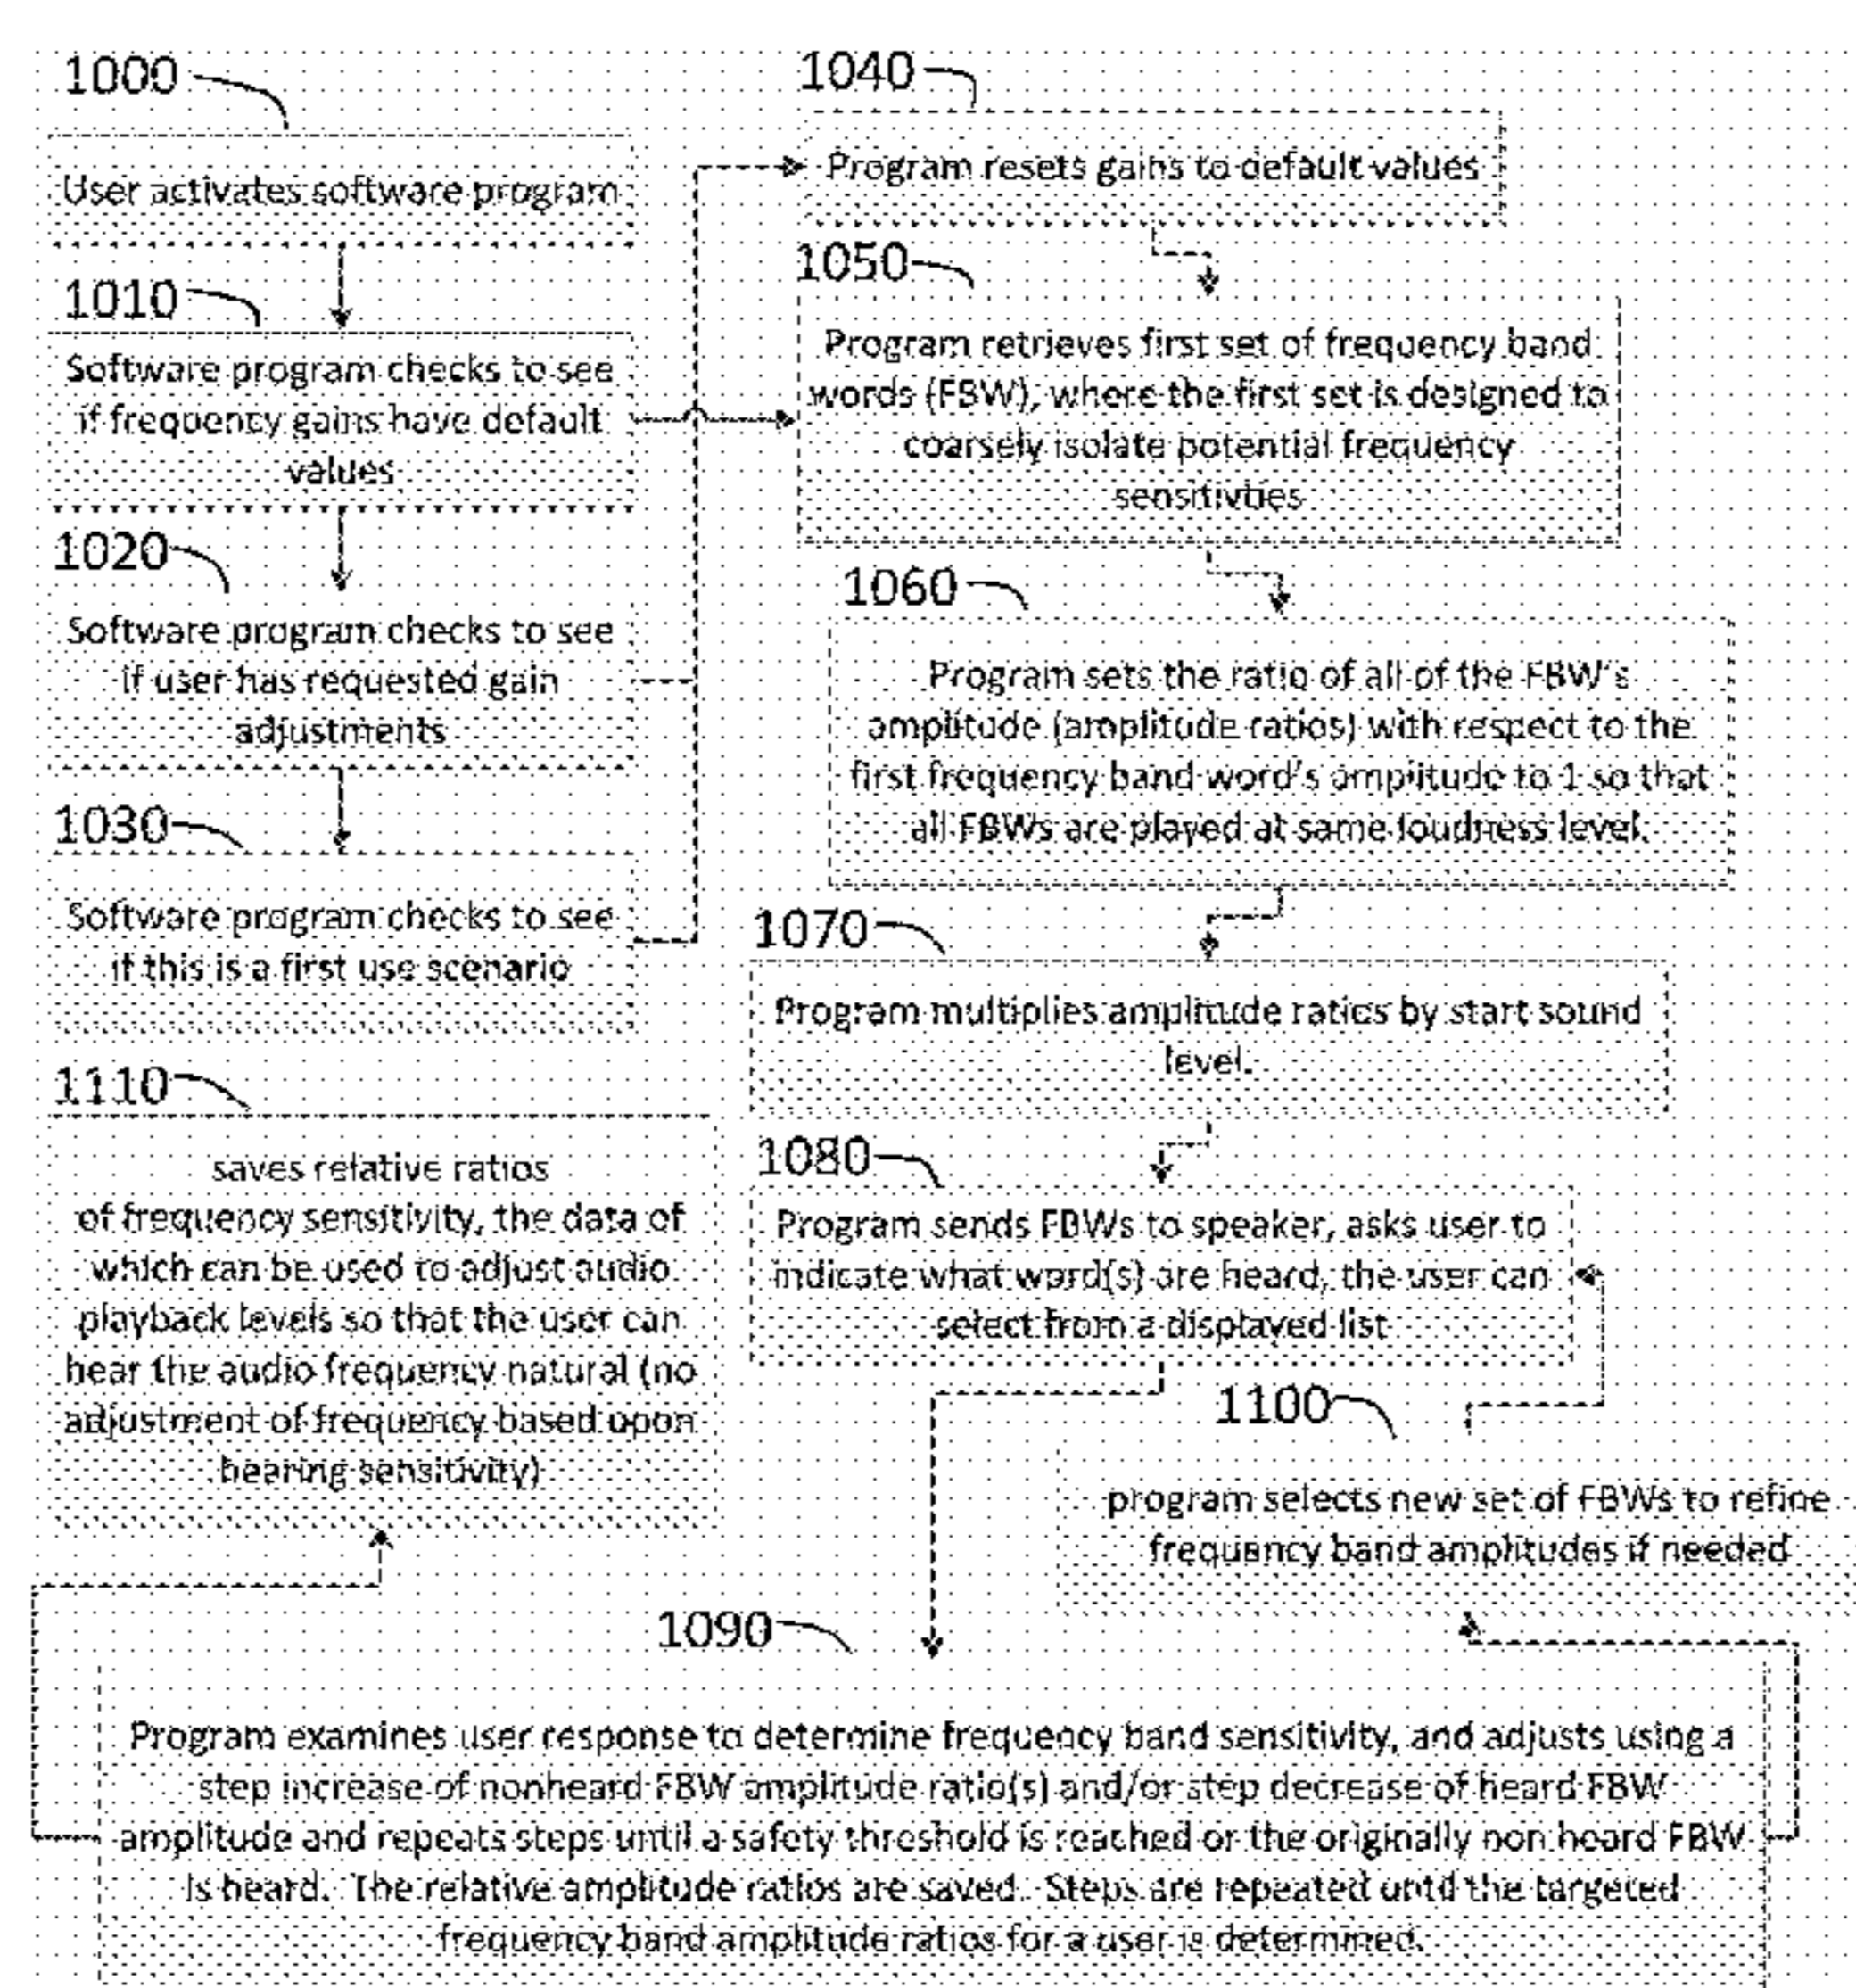 1000
User activates software program
1010
Software program checks to see
if frequency gains have default
values
1020
Software program checks to see
if user has requested gain
adjustments
1030
Software program checks to see
if this is a first use scenario
1040
Program resets gains to default values
1050
Program retrieves first set of frequency band
words (FBW), where the first set is designed to
coarsely isolate potential frequency
sensitivties
1060
Program sets the ratio of all of the FBW's
amplitude (amplitude ratios) with respect to the
first frequency band word's amplitude to 1 so that
all FBWs are played at same loudness level.
1070
Program multiplies amplitude ratios by start sound
level.
1080
Program sends FBWs to speaker, asks user to
indicate what word(s) are heard, the user can
select from a displayed list
1090
Program examines user response to determine frequency band sensitivity, and adjusts using a
step increase of nonheard FBW amplitude ratio(s) and/or step decrease of heard FBW
amplitude and repeats steps until a safety threshold is reached or the originally non heard FBW
is heard. The relative amplitude ratios are saved. Steps are repeated until the targeted
frequency band amplitude ratios for a user is determined.
1100
program selects new set of FBWs to refine
frequency band amplitudes if needed
1110
saves relative ratios
of frequency sensitivity, the data of
which can be used to adjust audio
playback levels so that the user can
hear the audio frequency natural (no
adjustment of frequency based upon
hearing sensitivity)